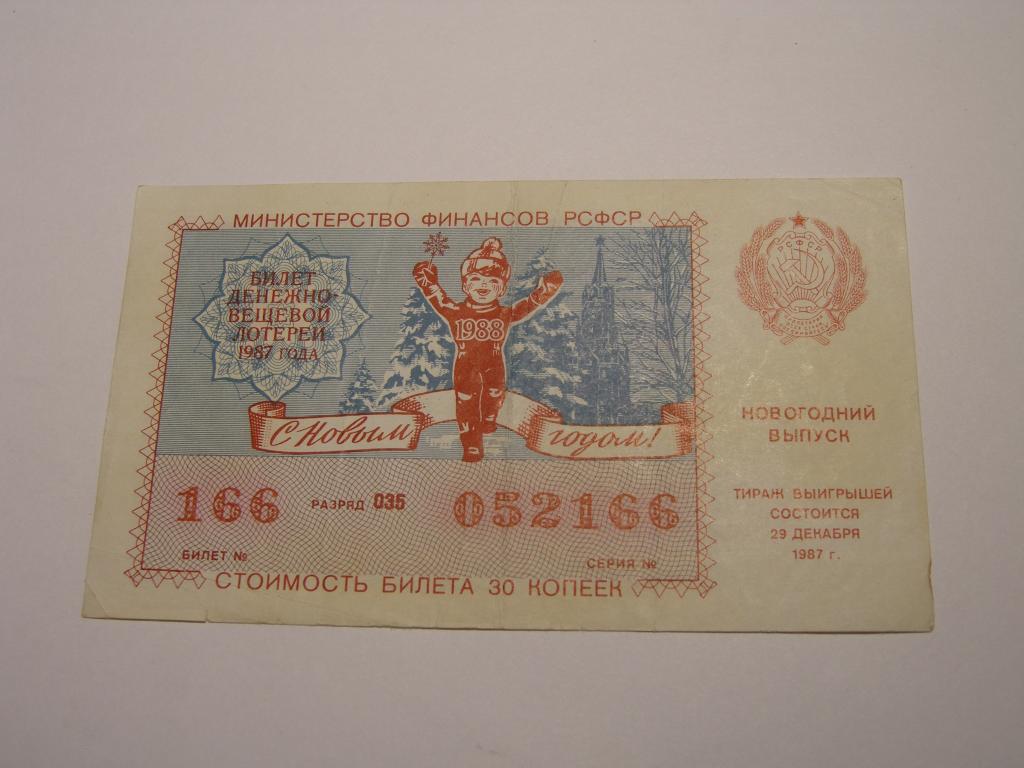 МИНИСТЕРСТВО ФИНАНСОВ РСФСР
БИЛЕТ
ДЕНЕЖНО-
ВЕЩЕВОЙ
ЛОТЕРЕИ
1987 ГОДА
1988
С Новым годом!
166 РАЗРЯД 035 052166
БИЛЕТ № СЕРИЯ №
СТОИМОСТЬ БИЛЕТА 30 КОПЕЕК
РСФСР
НОВОГОДНИЙ
ВЫПУСК
ТИРАЖ ВЫИГРЫШЕЙ
СОСТОИТСЯ
29 ДЕКАБРЯ
1987 г.